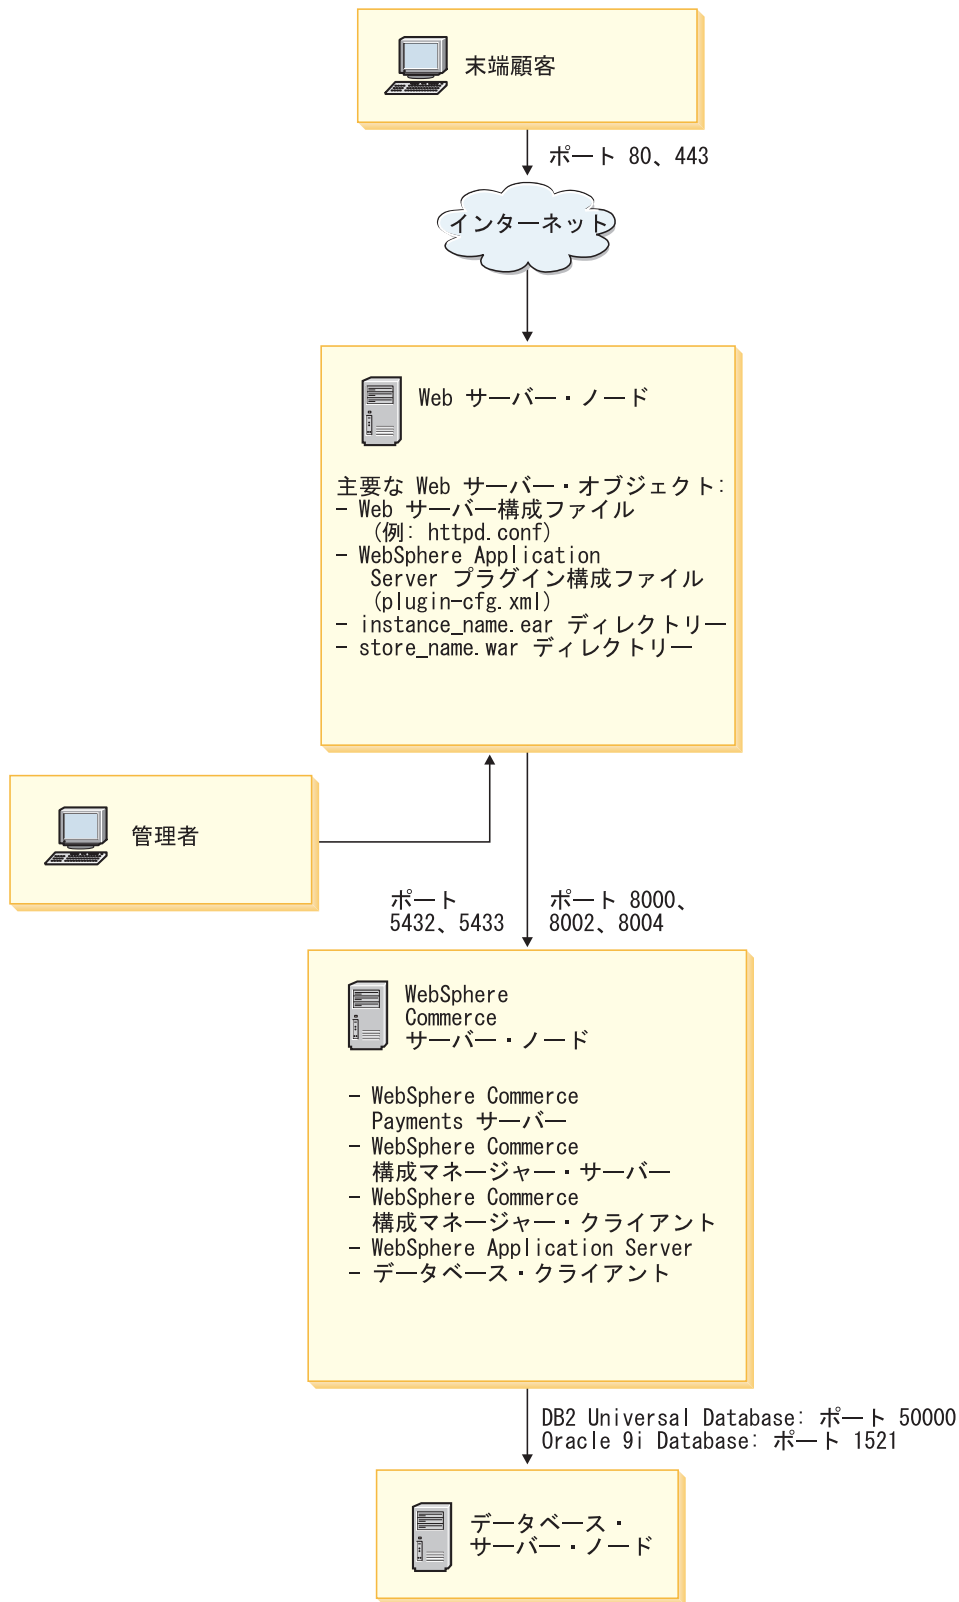 末端顧客
ポート 80、443
インターネット
Web サーバー・ノード
主要な Web サーバー・オブジェクト:
- Web サーバー構成ファイル
(例: httpd.conf)
- WebSphere Application
Server プラグイン構成ファイル
(plugin-cfg.xml)
- instance_name.ear ディレクトリー
- store_name.war ディレクトリー
管理者
ポート
5432、5433
ポート 8000、
8002、8004
WebSphere
Commerce
サーバー・ノード
- WebSphere Commerce
Payments サーバー
- WebSphere Commerce
構成マネージャー・サーバー
- WebSphere Commerce
構成マネージャー・クライアント
- WebSphere Application Server
- データベース・クライアント
DB2 Universal Database: ポート 50000
Oracle 9i Database: ポート 1521
データベース・
サーバー・ノード